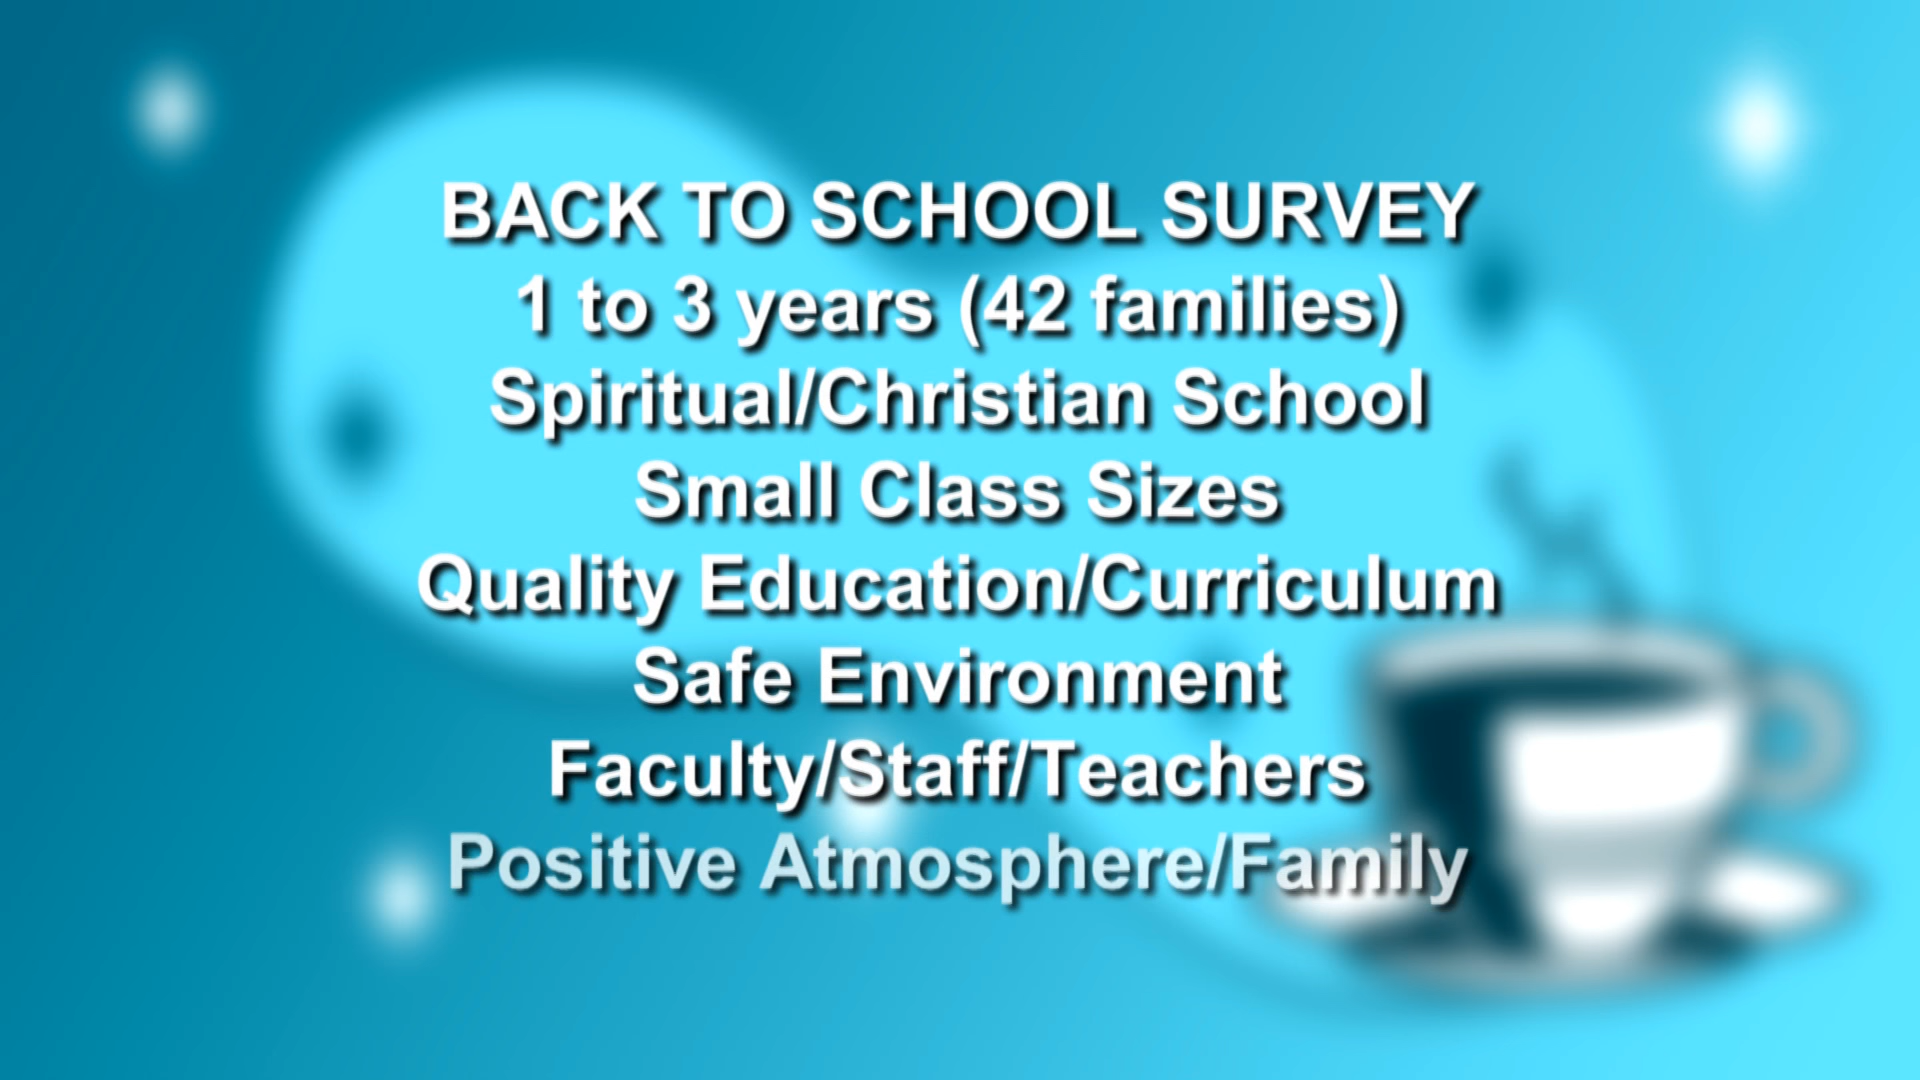 BACK TO SCHOOL SURVEY
1 to 3 years (42 families)
Spiritual/Christian School
Small Class Sizes
Quality Education/Curriculum
Safe Environment
Faculty/Staff/Teachers
Positive Atmosphere/Family